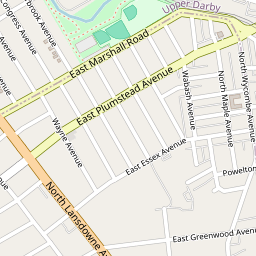 Congress Avenue
brook Avenue
Upper Darby
East Marshall Road
East Plumstead Avenue
Wabash Avenue
North Maple Avenue
North Wycombe Avenue
Wayne Avenue
East Essex Avenue
Powelton
North Lansdowne A
East Greenwood Avenue